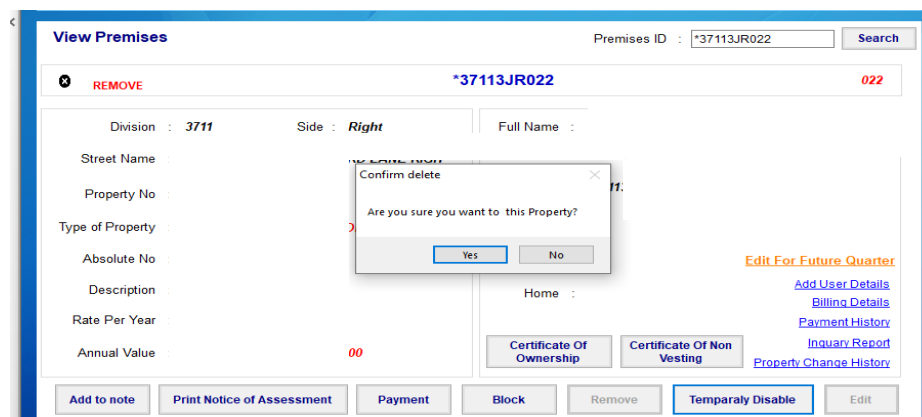 View Premises
Premises ID : *37113JR022 Search
REMOVE *37113JR022 022
Division : 3711 Side : Right Full Name :
Street Name :
Confirm delete
Property No :
Are you sure you want to  this Property?
Type of Property :
Yes No
Absolute No :
Edit For Future Quarter
Description :
Home :
Add User Details
Billing Details
Rate Per Year :
Payment History
Annual Value : 00
Certificate Of Ownership
Certificate Of Non Vesting
Inquary Report
Property Change History
Add to note Print Notice of Assessment Payment Block Remove Temparaly Disable Edit